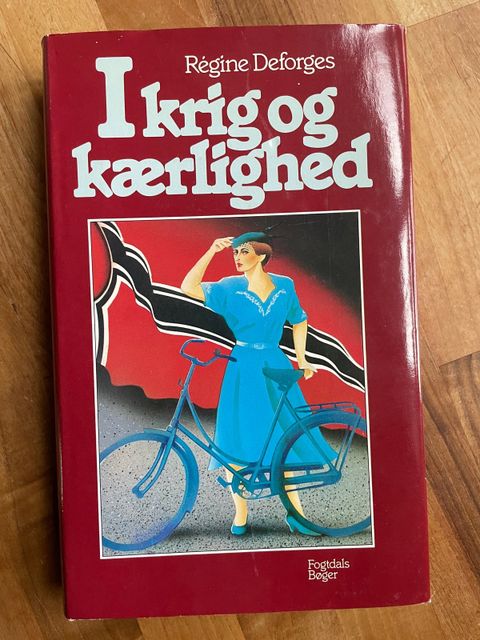 Régine Deforges
I krig og
kærlighed
Fogtdals
Bøger